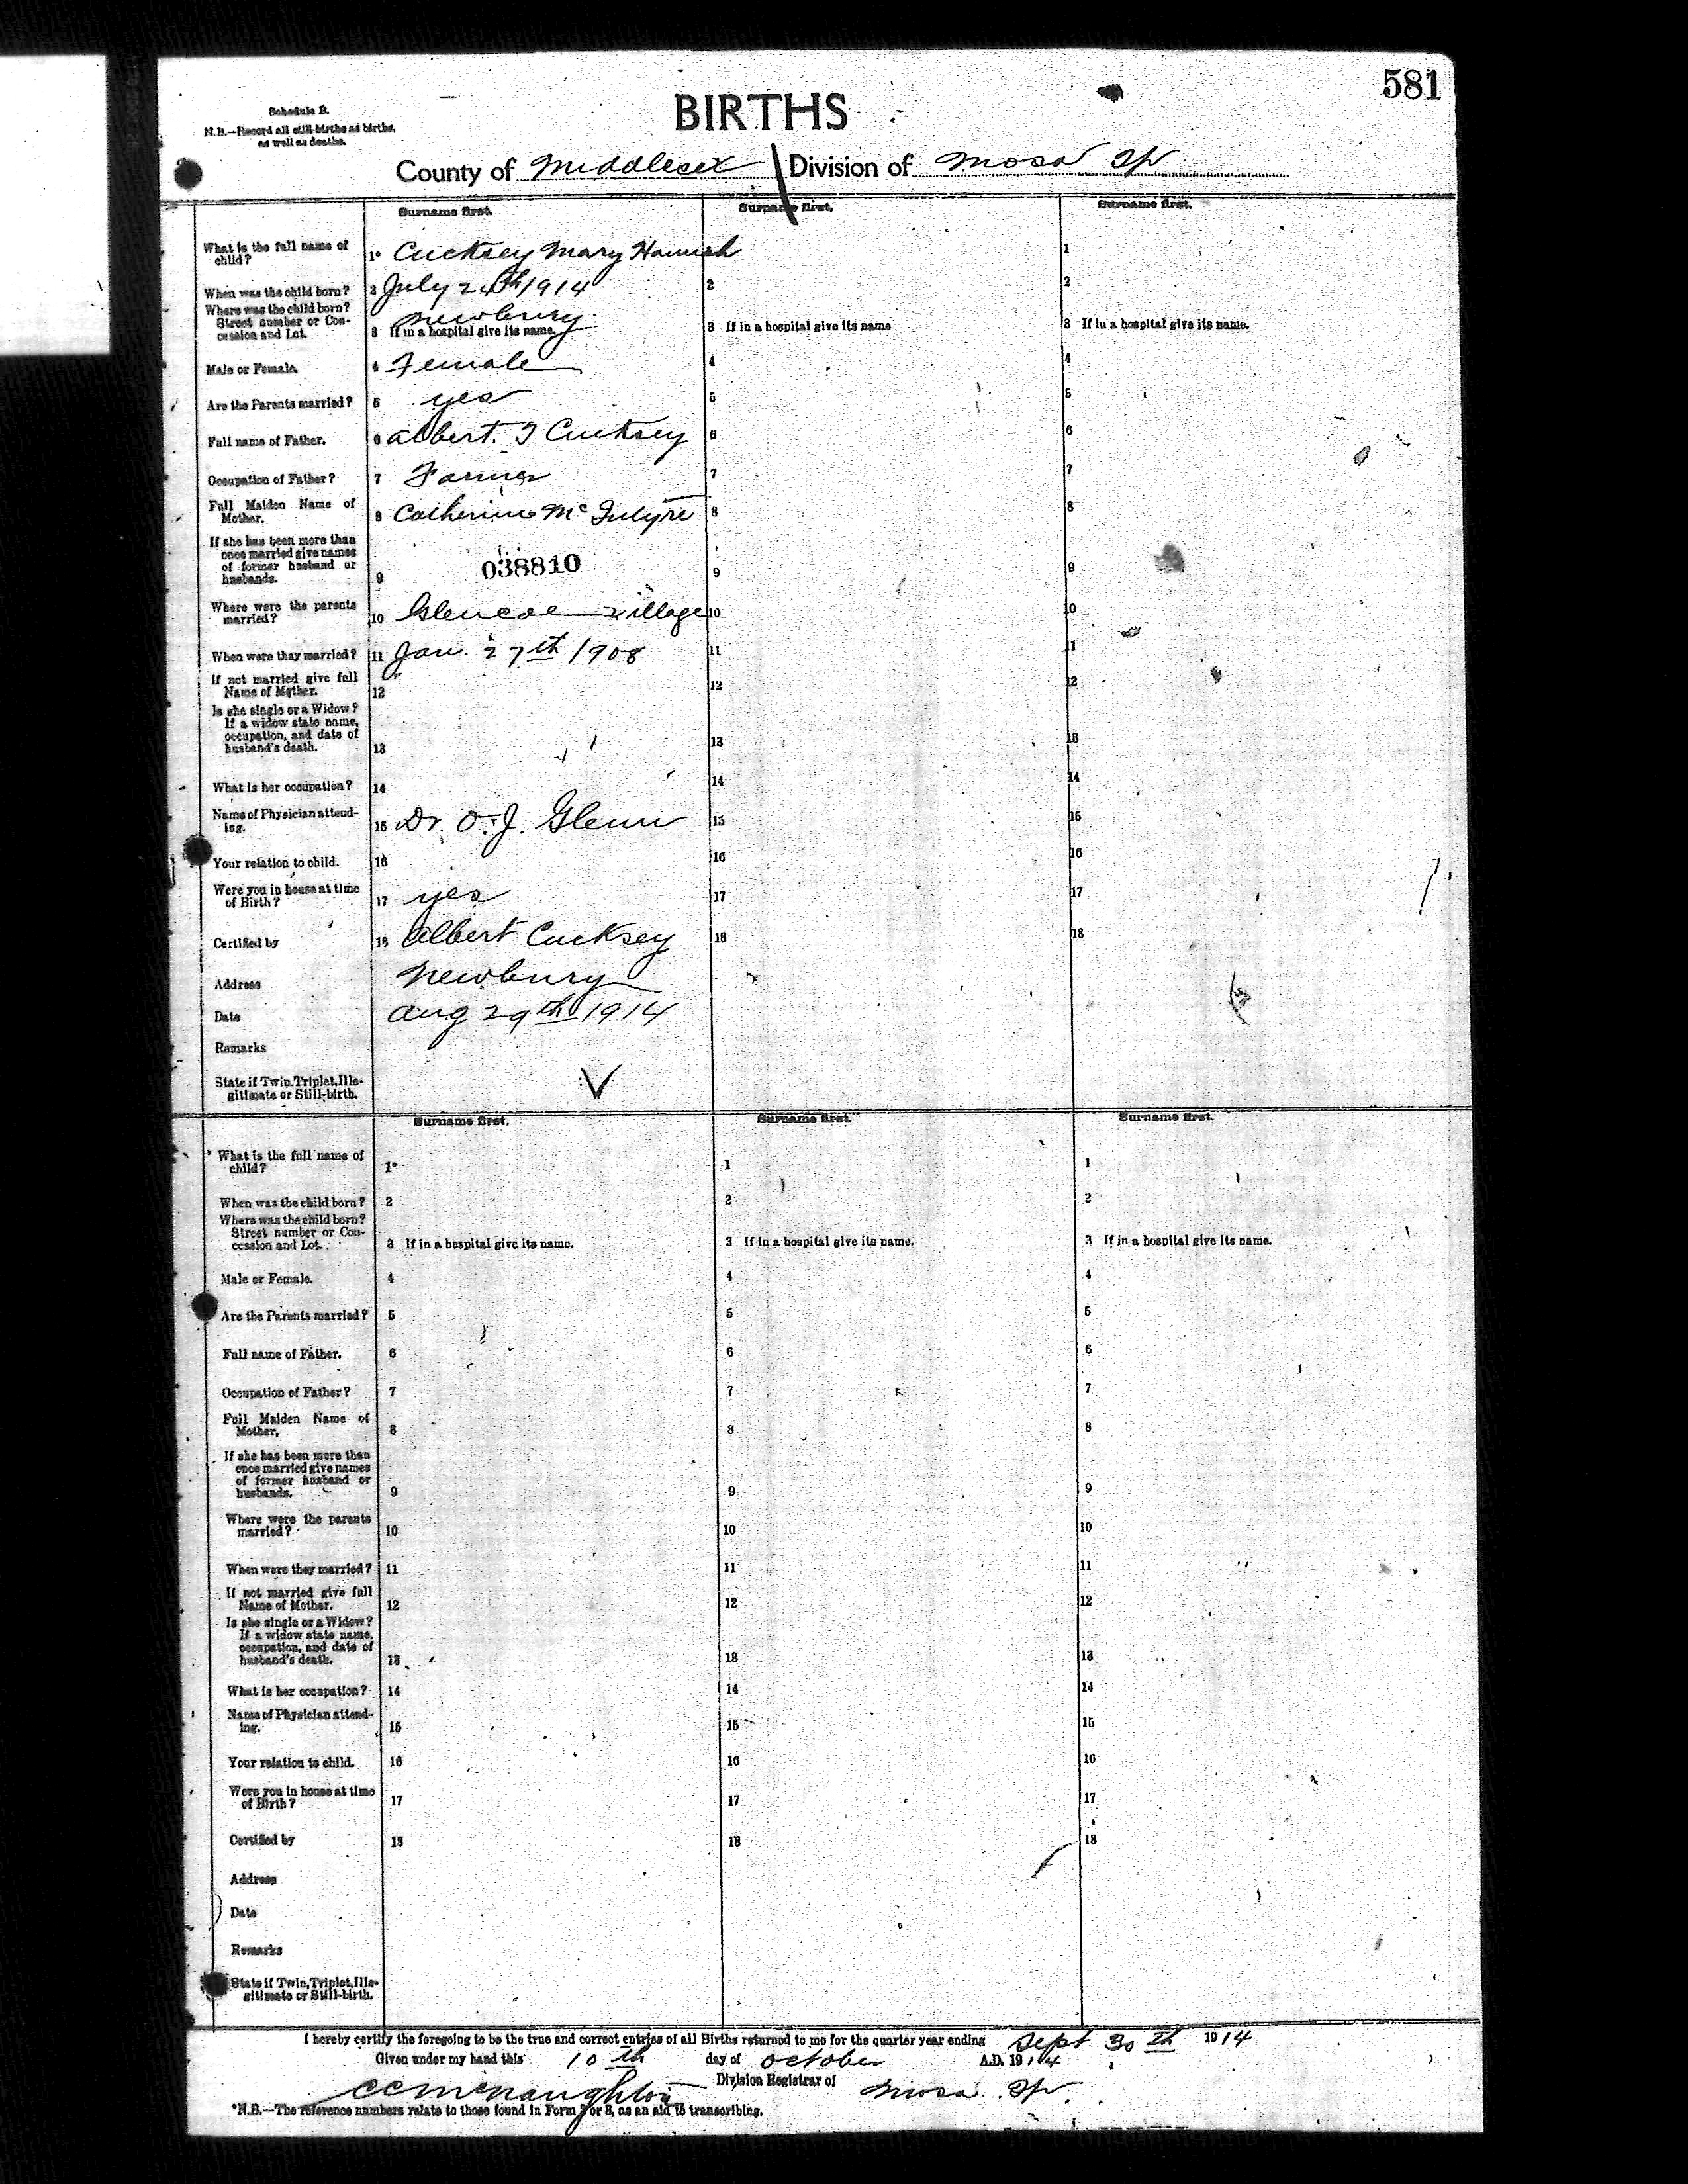 581
Schedule B.
BIRTHS
N.B.—Record all still-births as births,
as well as deaths.
County of Middlesex Division of Mosa Tp
Surname first. Surname first. Surname first.
What is the full name of
child? 1* Cucksey Mary Hannah 1
When was the child born? 2 July 24th 1914 2 2
Where was the child born?
Street number or Con-
cession and Lot. Newbury
3 If in a hospital give its name. 3 If in a hospital give its name 3 If in a hospital give its name.
Male or Female. 4 Female 4 4
Are the Parents married? 5 yes 5 5
Full name of Father. 6 Albert. J Cucksey 6 6
Occupation of Father? 7 Farmer 7 7
Full Maiden Name of
Mother. 8 Catherine McIntyre 8 8
If she has been more than
once married give names
of former husband or
husbands. 9 038810 9 9
Where were the parents
married? 10 Glencoe village 10 10
When were they married? 11 Jan. 27th 1908 11 11
If not married give full
Name of Mother. 12 12 12
Is she single or a Widow?
If a widow state name,
occupation, and date of
husband's death. 13 13 13
What is her occupation? 14 14 14
Name of Physician attend-
ing. 15 Dr. O. J. Glenn 15 15
Your relation to child. 16 16 16
Were you in house at time
of Birth? 17 yes 17 17
Certified by 18 Albert Cucksey 18 18
Address Newbury
Date Aug 29th 1914
Remarks
State if Twin, Triplet, Ille-
gitimate or Still-birth.
Surname first. Surname first. Surname first.
What is the full name of
child? 1* 1 1
When was the child born? 2 2 2
Where was the child born?
Street number or Con-
cession and Lot.
3 If in a hospital give its name. 3 If in a hospital give its name. 3 If in a hospital give its name.
Male or Female. 4 4 4
Are the Parents married? 5 5 5
Full name of Father. 6 6 6
Occupation of Father? 7 7 7
Full Maiden Name of
Mother. 8 8 8
If she has been more than
once married give names
of former husband or
husbands. 9 9 9
Where were the parents
married? 10 10 10
When were they married? 11 11 11
If not married give full
Name of Mother. 12 12 12
Is she single or a Widow?
If a widow state name,
occupation, and date of
husband's death. 13 13 13
What is her occupation? 14 14 14
Name of Physician attend-
ing. 15 15 15
Your relation to child. 16 16 16
Were you in house at time
of Birth? 17 17 17
Certified by 18 18 18
Address
Date
Remarks
State if Twin, Triplet, Ille-
gitimate or Still-birth.
I hereby certify the foregoing to be the true and correct entries of all Births returned to me for the quarter year ending Sept 30th 1914
Given under my hand this 10th day of October A.D. 1914
CC McNaughton Division Registrar of Mosa Tp.
*N.B.—The reference numbers relate to those found in Form 2 or 3, as an aid to transcribing.